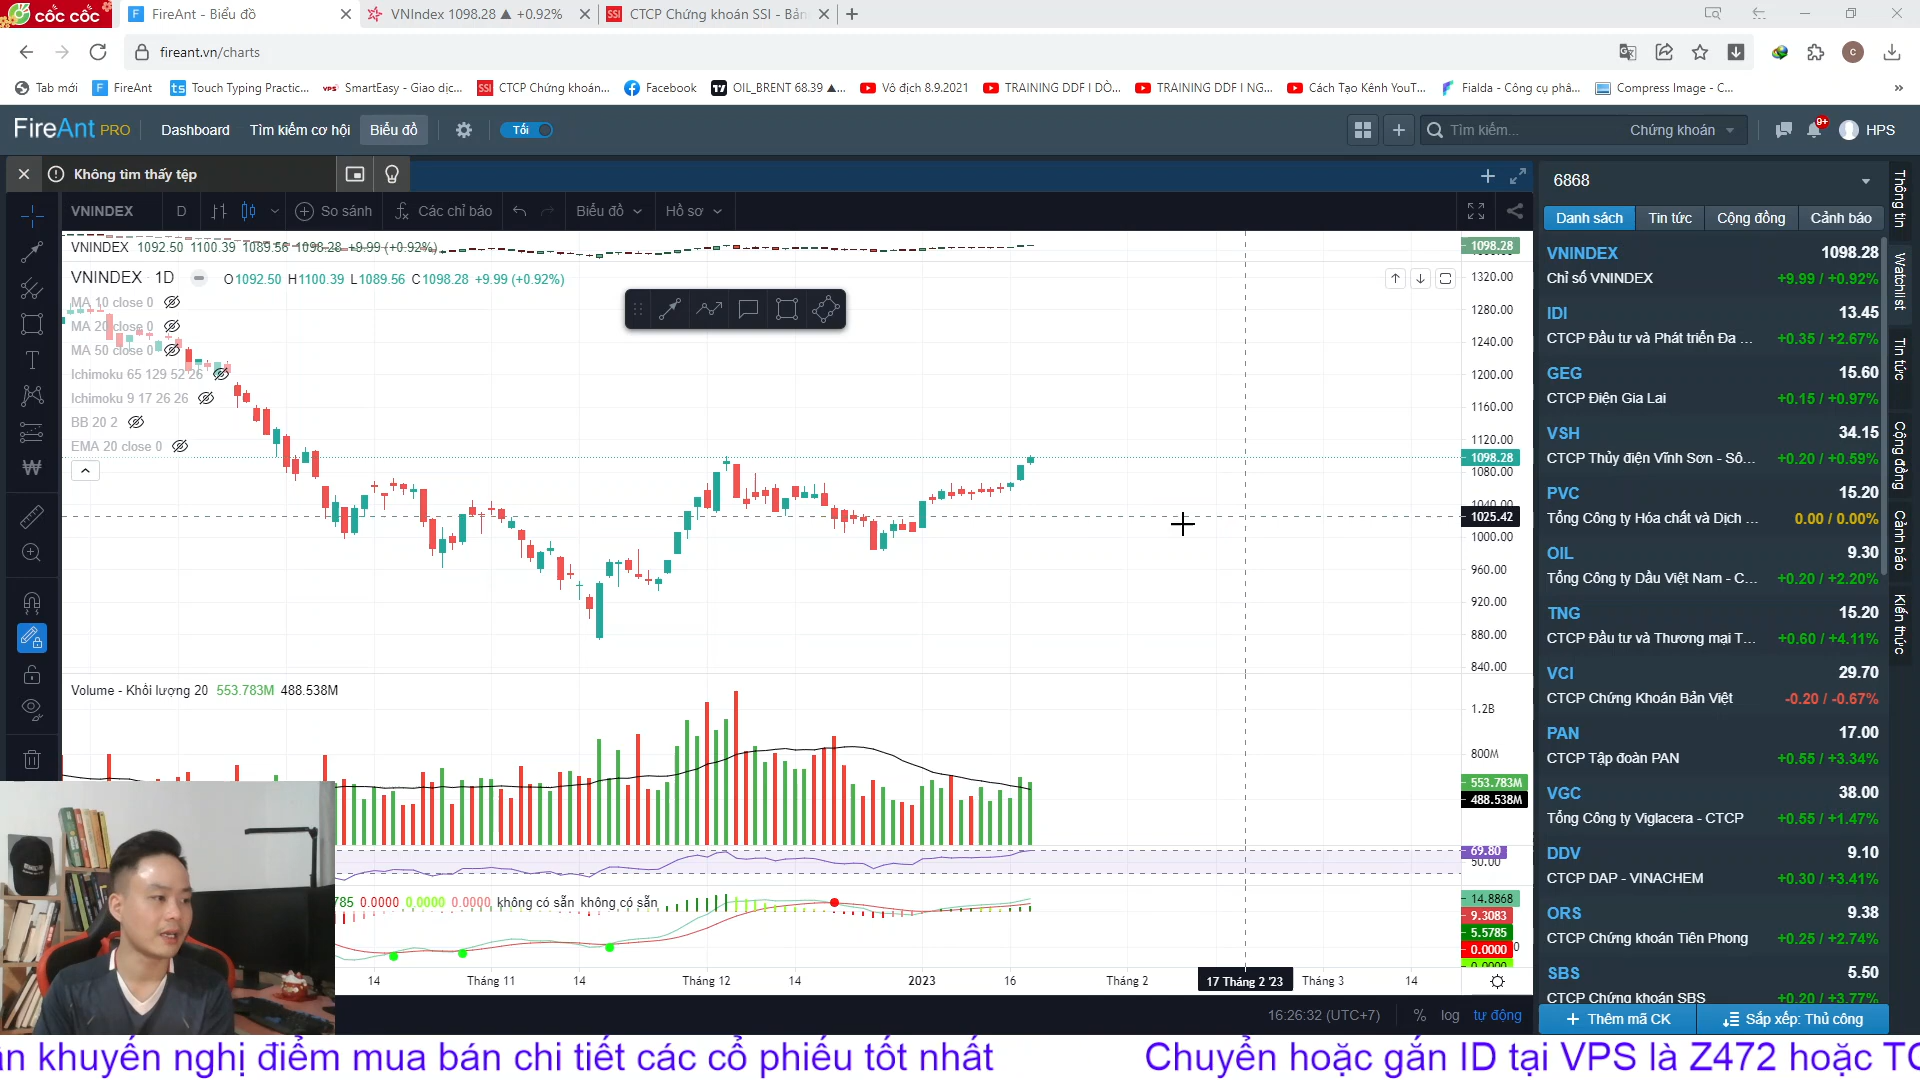 cốc cốc
FireAnt - Biểu đồ
VNIndex 1098.28 ▲ +0.92%
CTCP Chứng khoán SSI - Bản
fireant.vn/charts
Tab mới
FireAnt
Touch Typing Practic...
SmartEasy - Giao dịc...
CTCP Chứng khoán...
Facebook
OIL_BRENT 68.39 ▲...
Vô địch 8.9.2021
TRAINING DDF I DÒ...
TRAINING DDF I NG...
Cách Tạo Kênh YouT...
Fialda - Công cụ phâ...
Compress Image - C...
FireAnt PRO
Dashboard
Tìm kiếm cơ hội
Biểu đồ
Tối
Tìm kiếm...
Chứng khoán
9+
HPS
Không tìm thấy tệp
6868
VNINDEX
D
So sánh
Các chỉ báo
Biểu đồ
Hồ sơ
Danh sách
Tin tức
Cộng đồng
Cảnh báo
VNINDEX 1092.50 1100.39 1089.56 1098.28 +9.99 (+0.92%)
VNINDEX · 1D
O1092.50 H1100.39 L1089.56 C1098.28 +9.99 (+0.92%)
MA 10 close 0
MA 20 close 0
MA 50 close 0
Ichimoku 65 129 52 26
Ichimoku 9 17 26 26
BB 20 2
EMA 20 close 0
1098.28
1320.00
1280.00
1240.00
1200.00
1160.00
1120.00
1098.28
1080.00
1040.00
1025.42
1000.00
960.00
920.00
880.00
840.00
Volume - Khối lượng 20 553.783M 488.538M
1.2B
800M
553.783M
488.538M
69.80
50.00
785 0.0000 0.0000 0.0000 không có sẵn không có sẵn
14.8868
9.3083
5.5785
0.0000
0.0000
14
Tháng 11
14
Tháng 12
14
2023
16
Tháng 2
17 Tháng 2 '23
Tháng 3
14
16:26:32 (UTC+7)
%
log
tự động
VNINDEX 1098.28
Chỉ số VNINDEX +9.99 / +0.92%
IDI 13.45
CTCP Đầu tư và Phát triển Đa ... +0.35 / +2.67%
GEG 15.60
CTCP Điện Gia Lai +0.15 / +0.97%
VSH 34.15
CTCP Thủy điện Vĩnh Sơn - Sô... +0.20 / +0.59%
PVC 15.20
Tổng Công ty Hóa chất và Dịch ... 0.00 / 0.00%
OIL 9.30
Tổng Công ty Dầu Việt Nam - C... +0.20 / +2.20%
TNG 15.20
CTCP Đầu tư và Thương mại T... +0.60 / +4.11%
VCI 29.70
CTCP Chứng Khoán Bản Việt -0.20 / -0.67%
PAN 17.00
CTCP Tập đoàn PAN +0.55 / +3.34%
VGC 38.00
Tổng Công ty Viglacera - CTCP +0.55 / +1.47%
DDV 9.10
CTCP DAP - VINACHEM +0.30 / +3.41%
ORS 9.38
CTCP Chứng khoán Tiên Phong +0.25 / +2.74%
SBS 5.50
CTCP Chứng khoán SBS +0.20 / +3.77%
Thêm mã CK
Sắp xếp: Thủ công
Thông tin
Watchlist
Tin tức
Cộng đồng
Cảnh báo
Kiến thức
khuyến nghị điểm mua bán chi tiết các cổ phiếu tốt nhất
Chuyển hoặc gắn ID tại VPS là Z472 hoặc